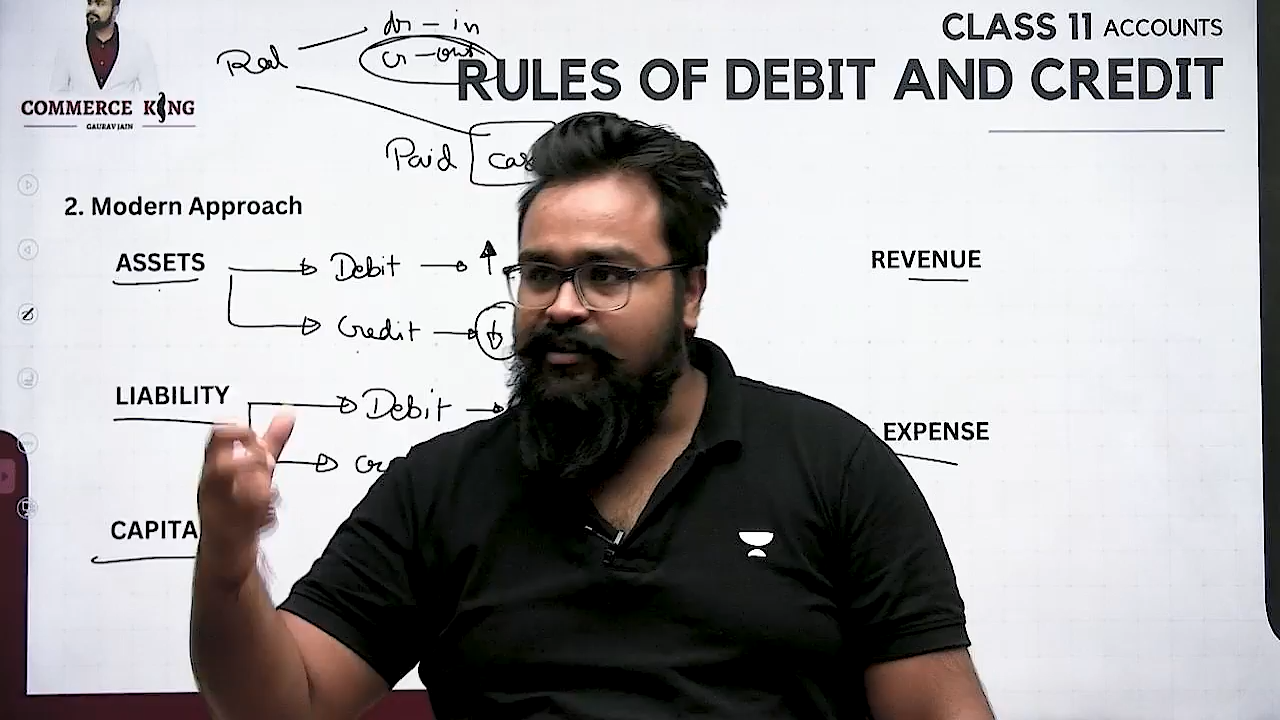 CLASS 11 ACCOUNTS
RULES OF DEBIT AND CREDIT
COMMERCE KING
GAURAV JAIN
Real
dr - in
cr - out
Paid
2. Modern Approach
ASSETS
Debit
Credit
LIABILITY
Debit
CAPITA
REVENUE
EXPENSE